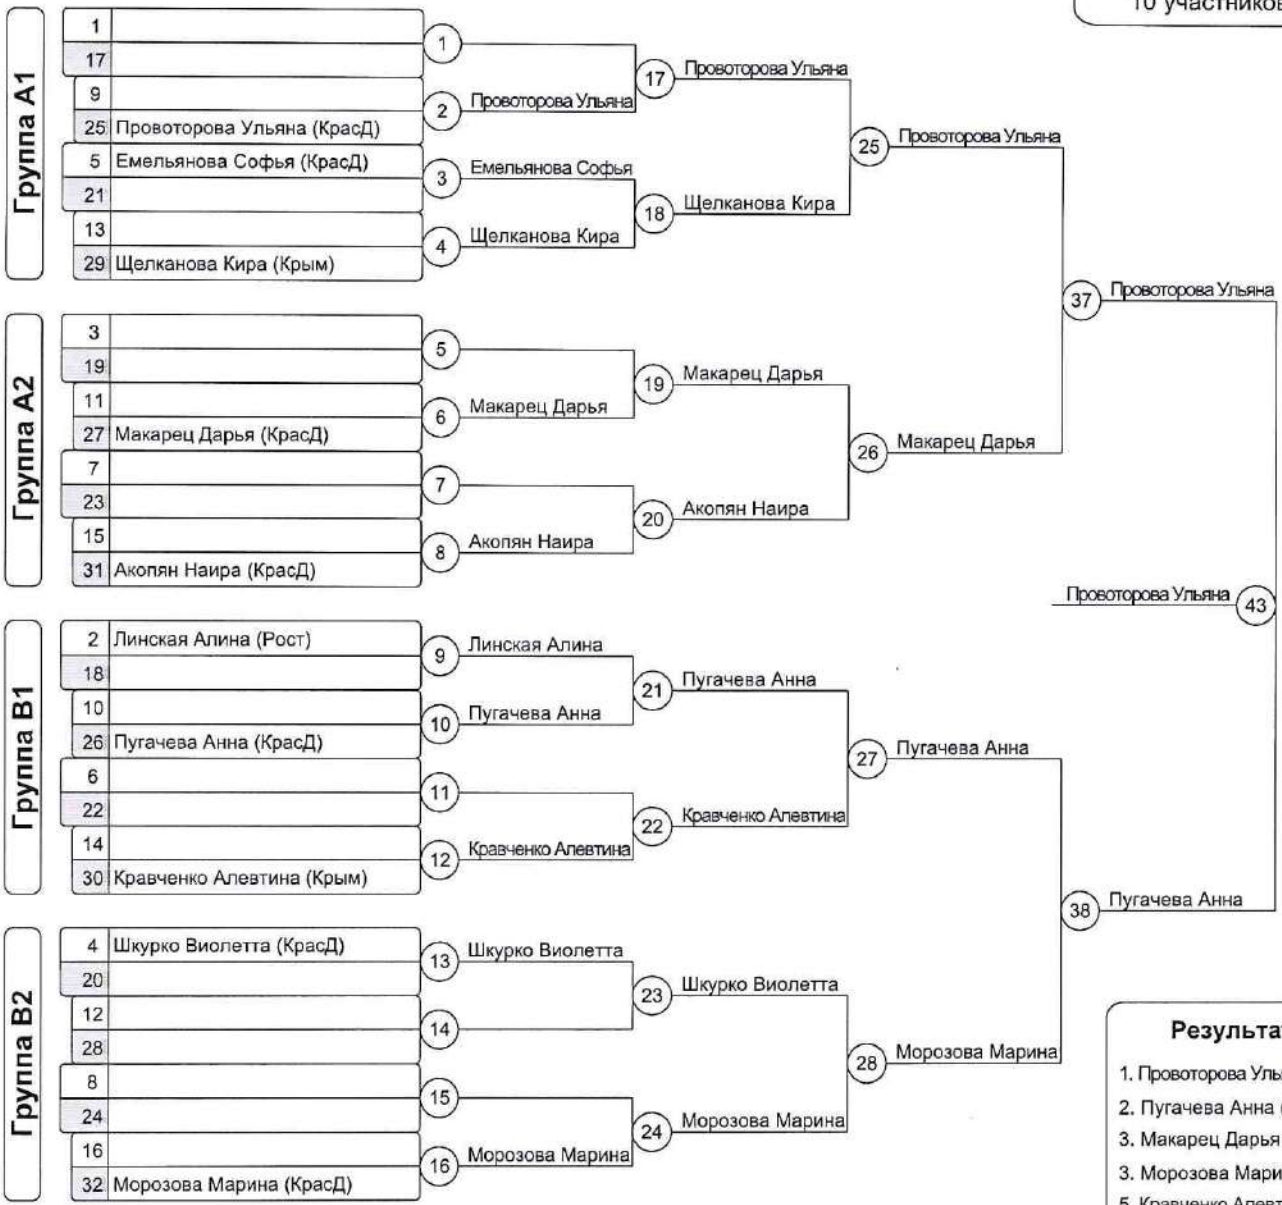 10 участников
Группа А1
1
17
9
25 Провоторова Ульяна (КрасД)
5 Емельянова Софья (КрасД)
21
13
29 Щелканова Кира (Крым)
1
2 Провоторова Ульяна
3 Емельянова Софья
4 Щелканова Кира
17 Провоторова Ульяна
18 Щелканова Кира
25 Провоторова Ульяна
Группа А2
3
19
11
27 Макарец Дарья (КрасД)
7
23
15
31 Акопян Наира (КрасД)
5
6 Макарец Дарья
7
8 Акопян Наира
19 Макарец Дарья
20 Акопян Наира
26 Макарец Дарья
37 Провоторова Ульяна
Провоторова Ульяна 43
Группа В1
2 Линская Алина (Рост)
18
10
26 Пугачева Анна (КрасД)
6
22
14
30 Кравченко Алевтина (Крым)
9 Линская Алина
10 Пугачева Анна
11
12 Кравченко Алевтина
21 Пугачева Анна
22 Кравченко Алевтина
27 Пугачева Анна
Группа В2
4 Шкурко Виолетта (КрасД)
20
12
28
8
24
16
32 Морозова Марина (КрасД)
13 Шкурко Виолетта
14
15
16 Морозова Марина
23 Шкурко Виолетта
24 Морозова Марина
28 Морозова Марина
38 Пугачева Анна
Результа
1. Провоторова Улья
2. Пугачева Анна (
3. Макарец Дарья
3. Морозова Мари
5. Кравченко Алевт